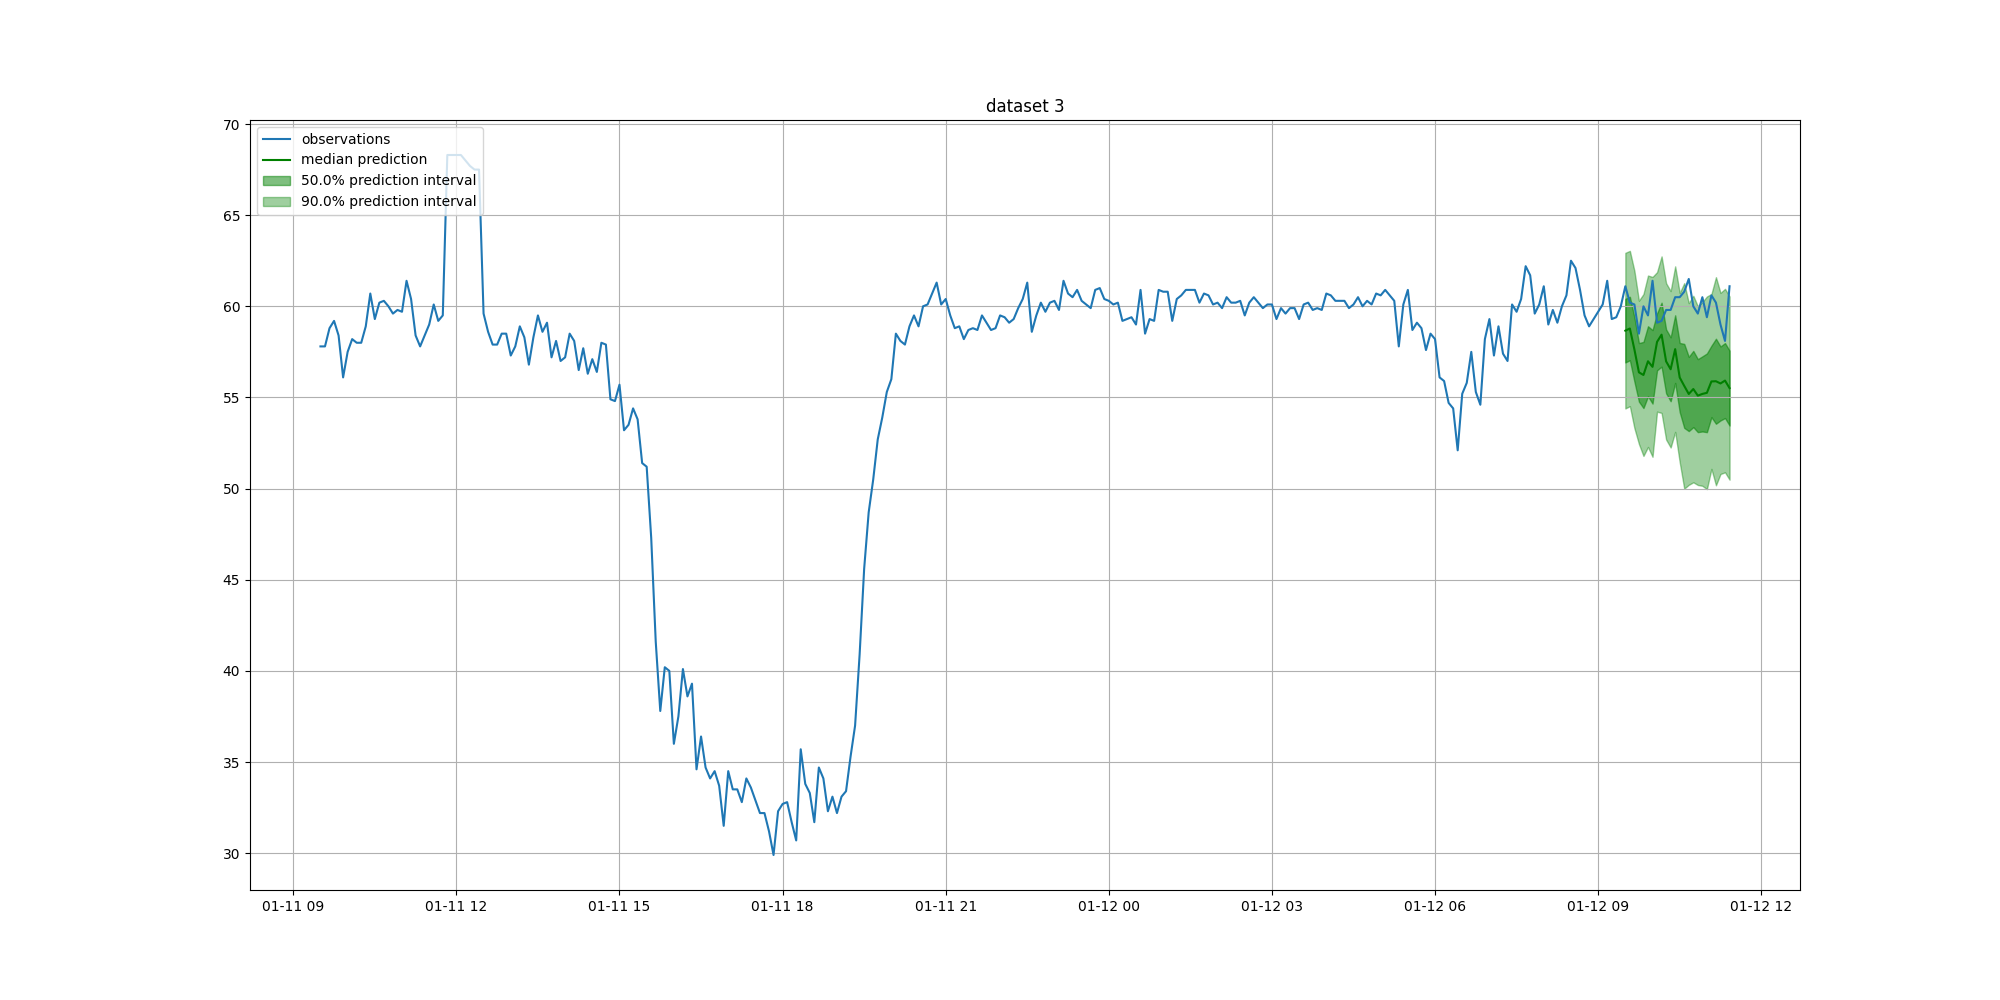 dataset 3
observations
median prediction
50.0% prediction interval
90.0% prediction interval
70
65
60
55
50
45
40
35
30
01-11 09 01-11 12 01-11 15 01-11 18 01-11 21 01-12 00 01-12 03 01-12 06 01-12 09 01-12 12